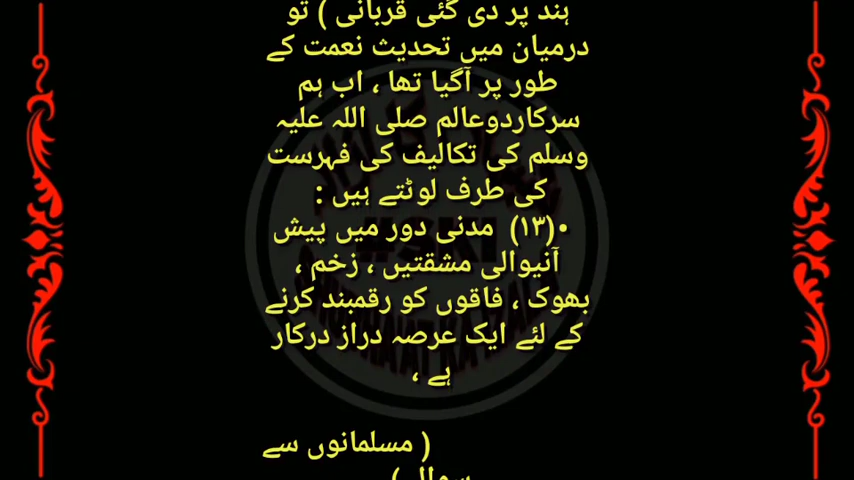 ہند پر دی گئی قربانی ) تو
درمیان میں تحدیث نعمت کے
طور پر آگیا تھا ، اب ہم
سرکاردوعالم صلی اللہ علیہ
وسلم کی تکالیف کی فہرست
کی طرف لوٹتے ہیں :
•(۱۳) مدنی دور میں پیش
آنیوالی مشقتیں ، زخم ،
بھوک ، فاقوں کو رقمبند کرنے
کے لئے ایک عرصہ دراز درکار
ہے ،
( مسلمانوں سے
سوال )